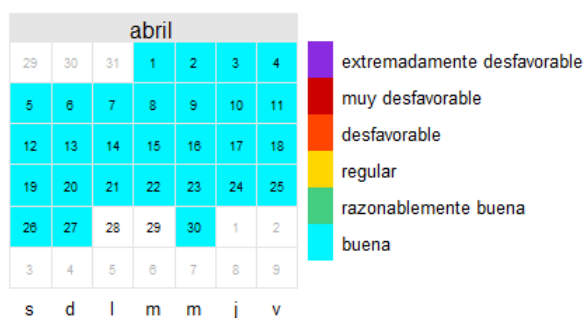 abril
29 30 31 1 2 3 4
5 6 7 8 9 10 11
12 13 14 15 16 17 18
19 20 21 22 23 24 25
26 27 28 29 30 1 2
3 4 5 6 7 8 9
s d l m m j v
extremadamente desfavorable
muy desfavorable
desfavorable
regular
razonablemente buena
buena